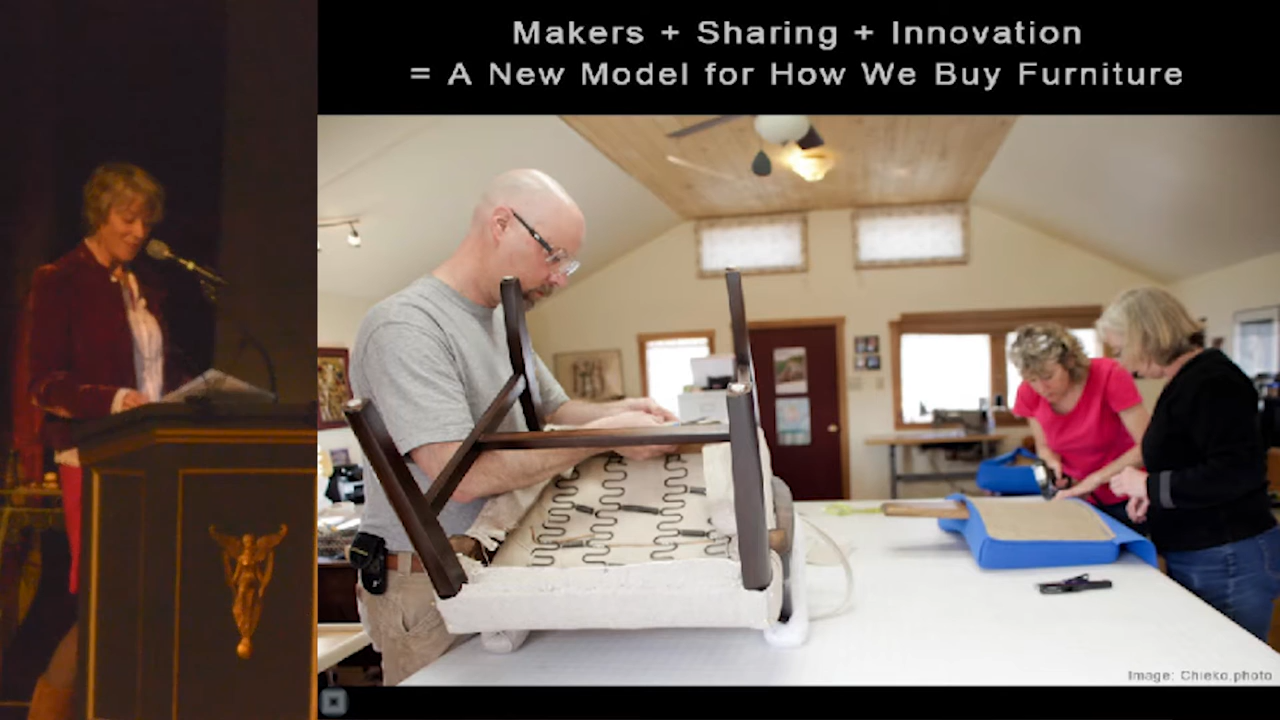 Makers + Sharing + Innovation
= A New Model for How We Buy Furniture
Image: Chieko.photo